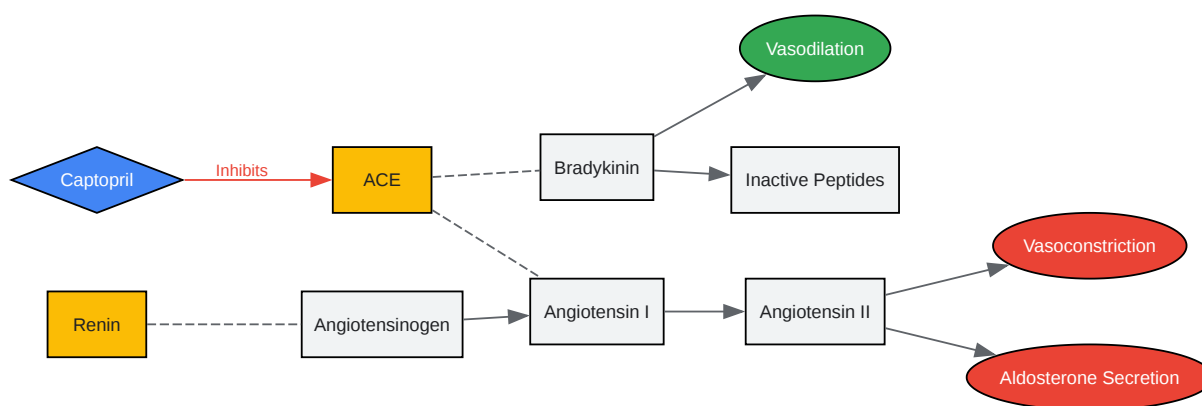 Vasodilation
Captopril
Inhibits
ACE
Bradykinin
Inactive Peptides
Vasoconstriction
Renin
Angiotensinogen
Angiotensin I
Angiotensin II
Aldosterone Secretion